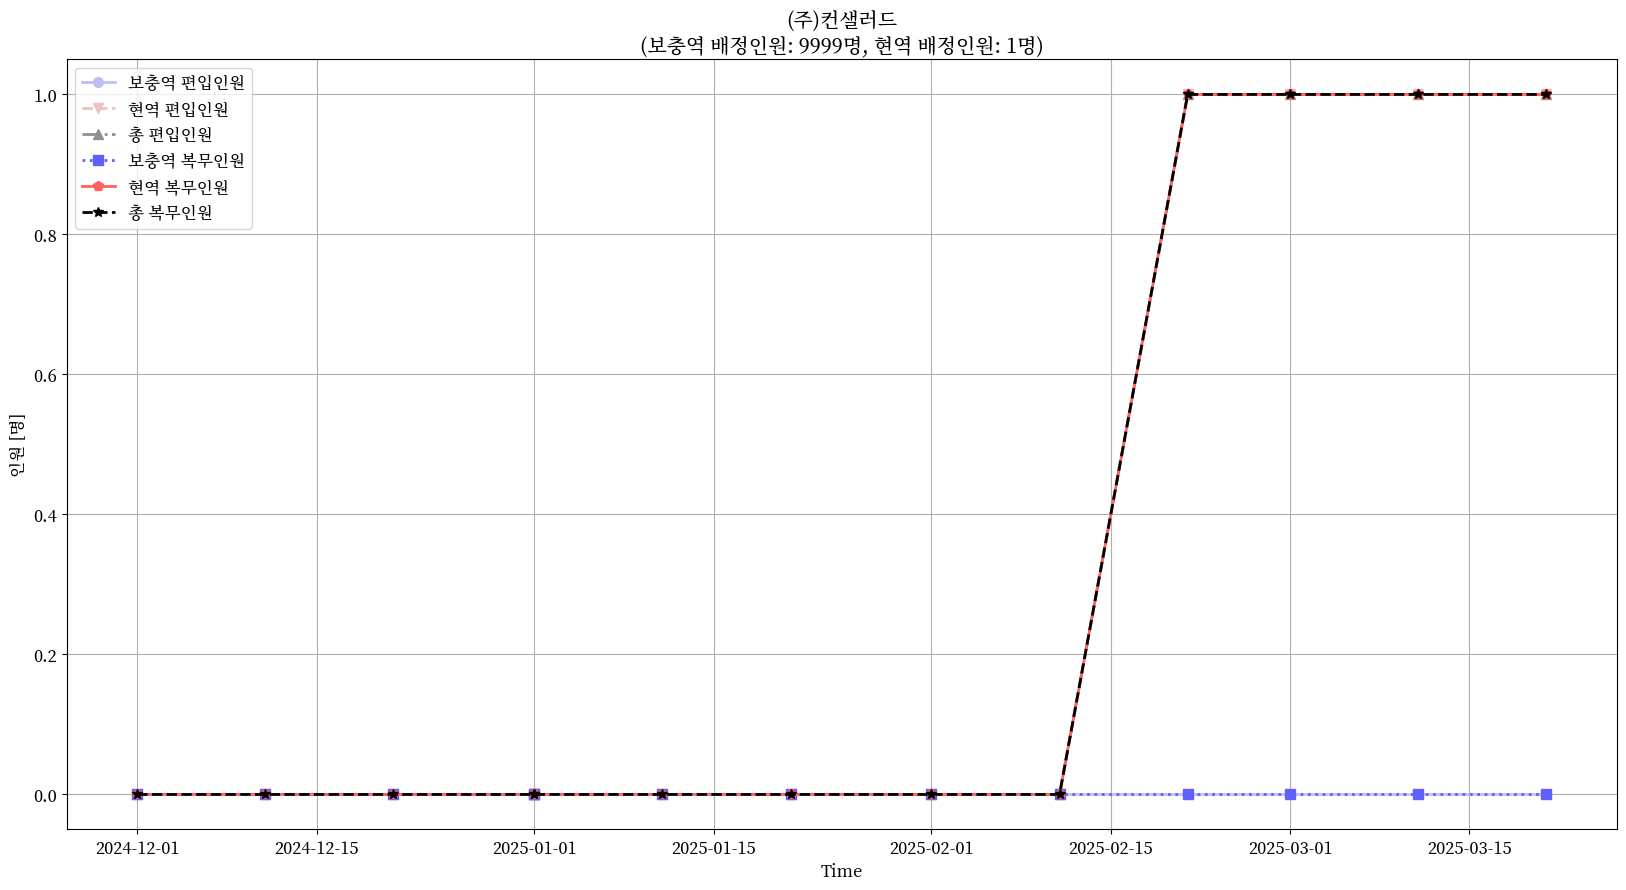 (주)컨샐러드
(보충역 배정인원: 9999명, 현역 배정인원: 1명)
보충역 편입인원
현역 편입인원
총 편입인원
보충역 복무인원
현역 복무인원
총 복무인원
1.0
0.8
0.6
0.4
0.2
0.0
인원 [명]
2024-12-01 2024-12-15 2025-01-01 2025-01-15 2025-02-01 2025-02-15 2025-03-01 2025-03-15
Time